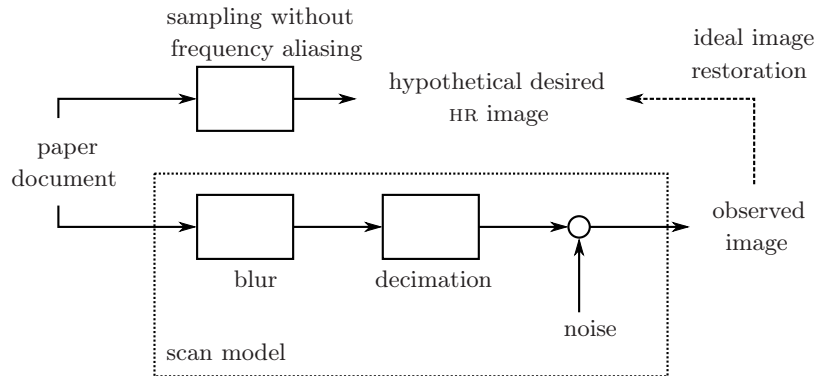 sampling without
frequency aliasing
ideal image
restoration
hypothetical desired
HR image
paper
document
observed
image
blur
decimation
noise
scan model